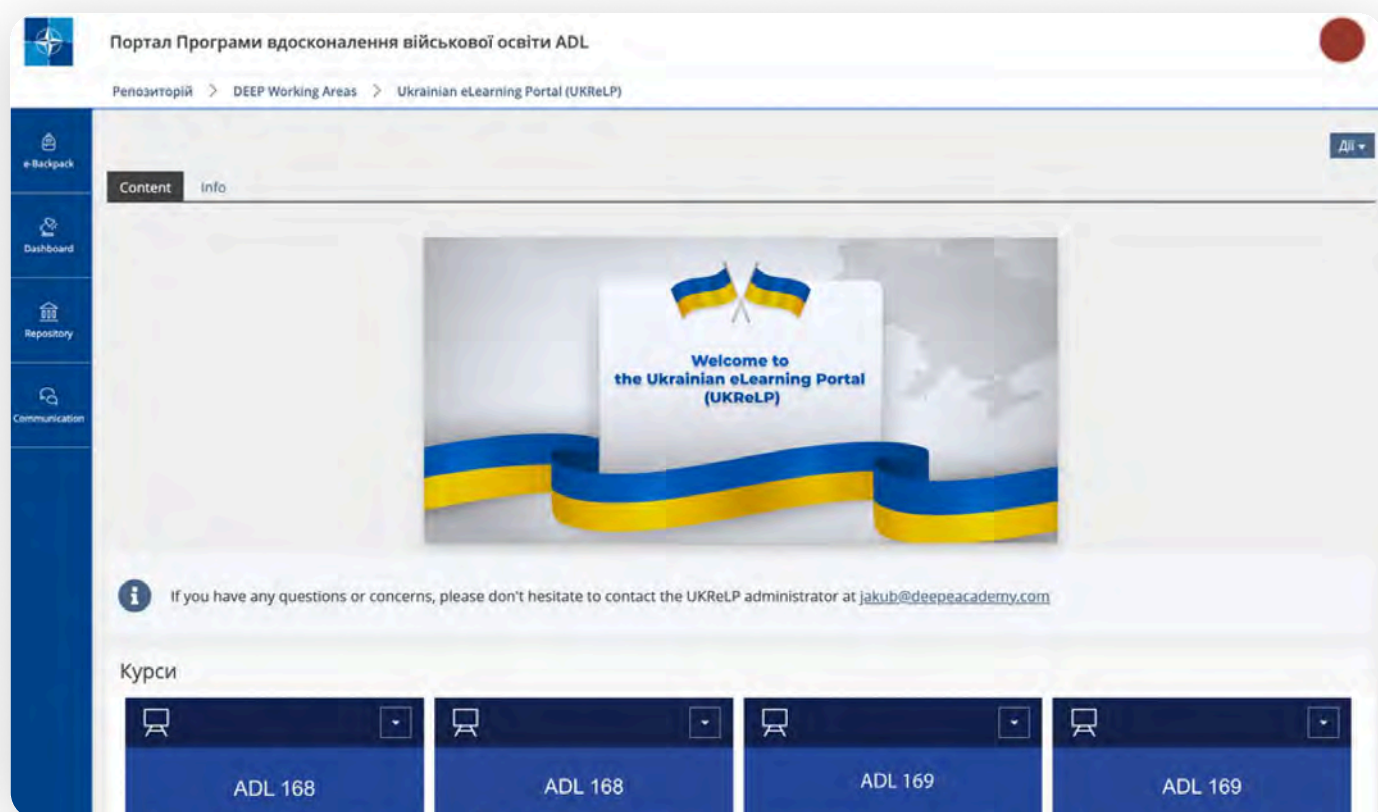 Портал Програми вдосконалення військової освіти ADL
Репозиторій > DEEP Working Areas > Ukrainian eLearning Portal (UKReLP)
e-Backpack
Дії
Content Info
Dashboard
Repository
Communication
Welcome to
the Ukrainian eLearning Portal
(UKReLP)
If you have any questions or concerns, please don't hesitate to contact the UKReLP administrator at jakub@deepeacademy.com
Курси
ADL 168 ADL 168 ADL 169 ADL 169